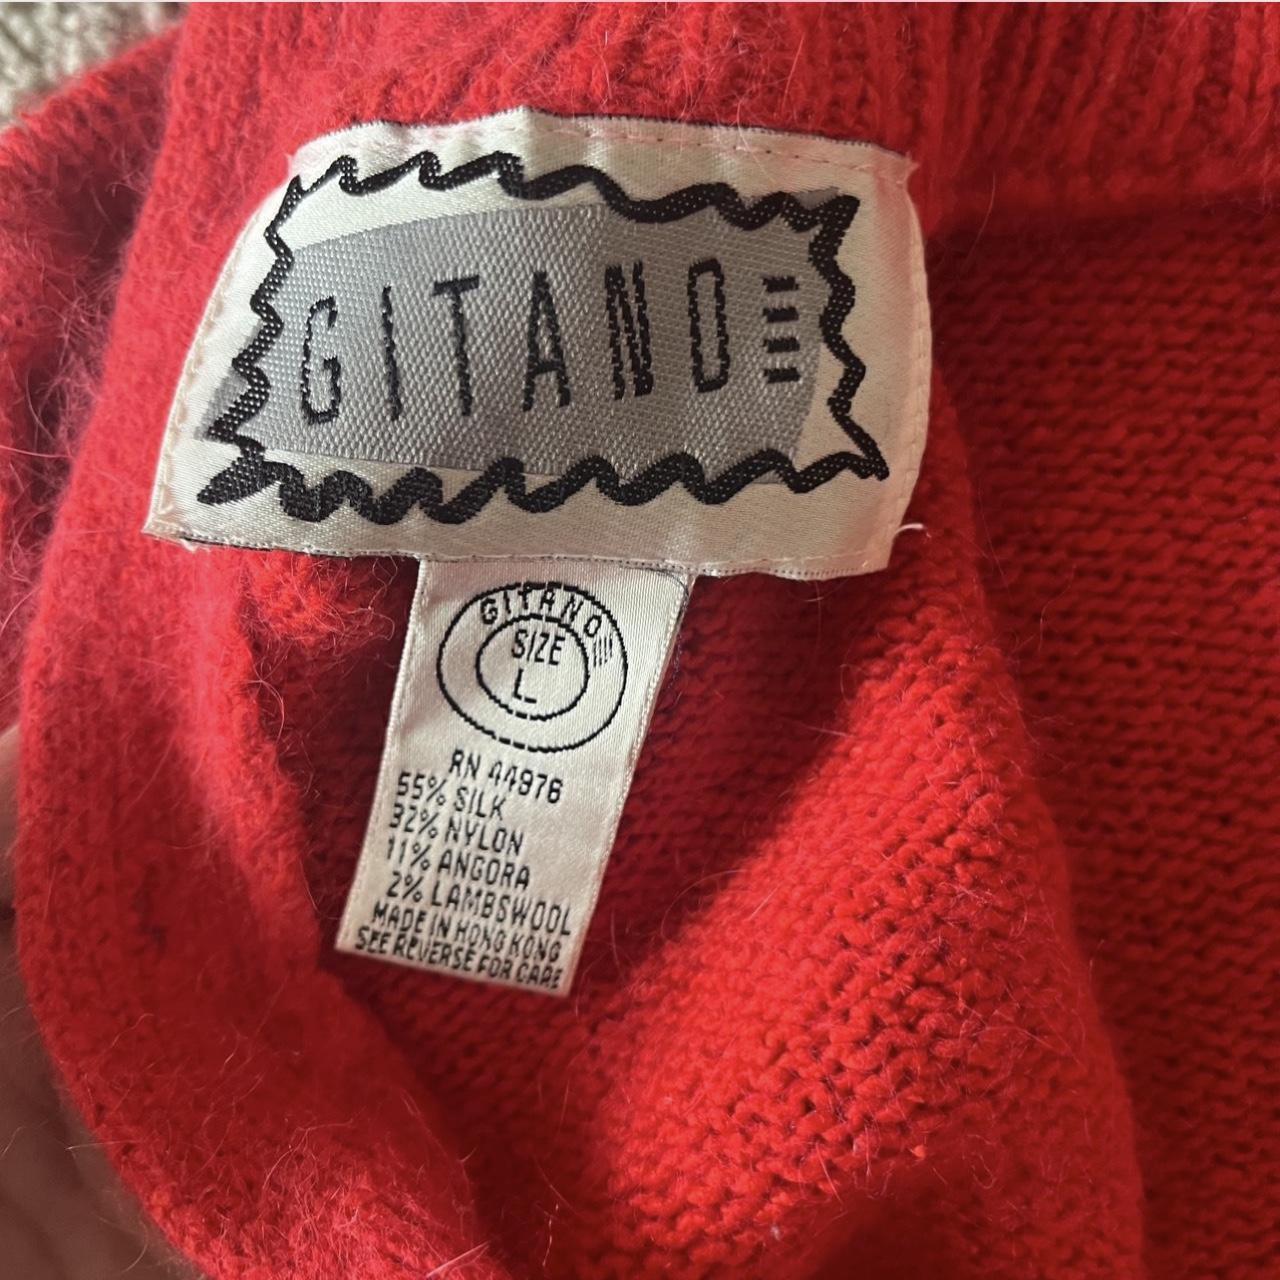 GITANO
GITANO
SIZE
L
RN 44976
55% SILK
32% NYLON
11% ANGORA
2% LAMBSWOOL
MADE IN HONG KONG
SEE REVERSE FOR CARE